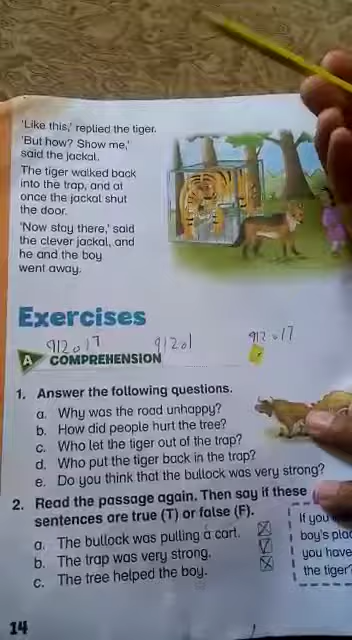 'Like this,' replied the tiger.
'But how? Show me,'
said the jackal.
The tiger walked back
into the trap, and at
once the jackal shut
the door.
'Now stay there,' said
the clever jackal, and
he and the boy
went away.
Exercises
A COMPREHENSION
1. Answer the following questions.
a. Why was the road unhappy?
b. How did people hurt the tree?
c. Who let the tiger out of the trap?
d. Who put the tiger back in the trap?
e. Do you think that the bullock was very strong?
2. Read the passage again. Then say if these
sentences are true (T) or false (F).
a. The bullock was pulling a cart.
b. The trap was very strong.
c. The tree helped the boy.
If you
boy's plac
you have
the tiger?
14